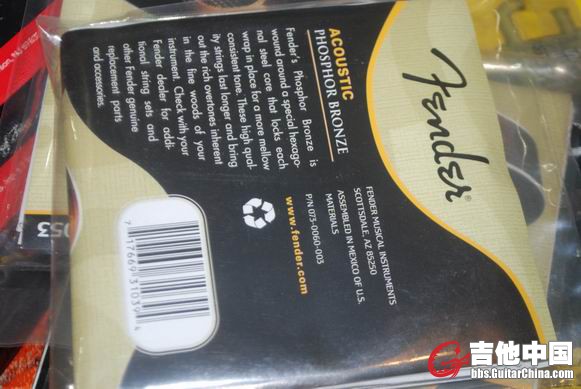 Fender®
ACOUSTIC
PHOSPHOR BRONZE
Fender's Phosphor Bronze is
wound around a special hexago-
nal steel core that locks each
wrap in place for a more mellow
consistent tone. These high qual-
ity strings last longer and bring
out the rich overtones inherent
in the fine woods of your
instrument. Check with your
Fender dealer for addi-
tional string sets and
other Fender genuine
replacement parts
and accessories.
FENDER MUSICAL INSTRUMENTS
SCOTTSDALE, AZ 85250
ASSEMBLED IN MEXICO OF U.S.
MATERIALS
P/N 073-0060-003
www.fender.com
053
吉他中国
bbs.GuitarChina.com